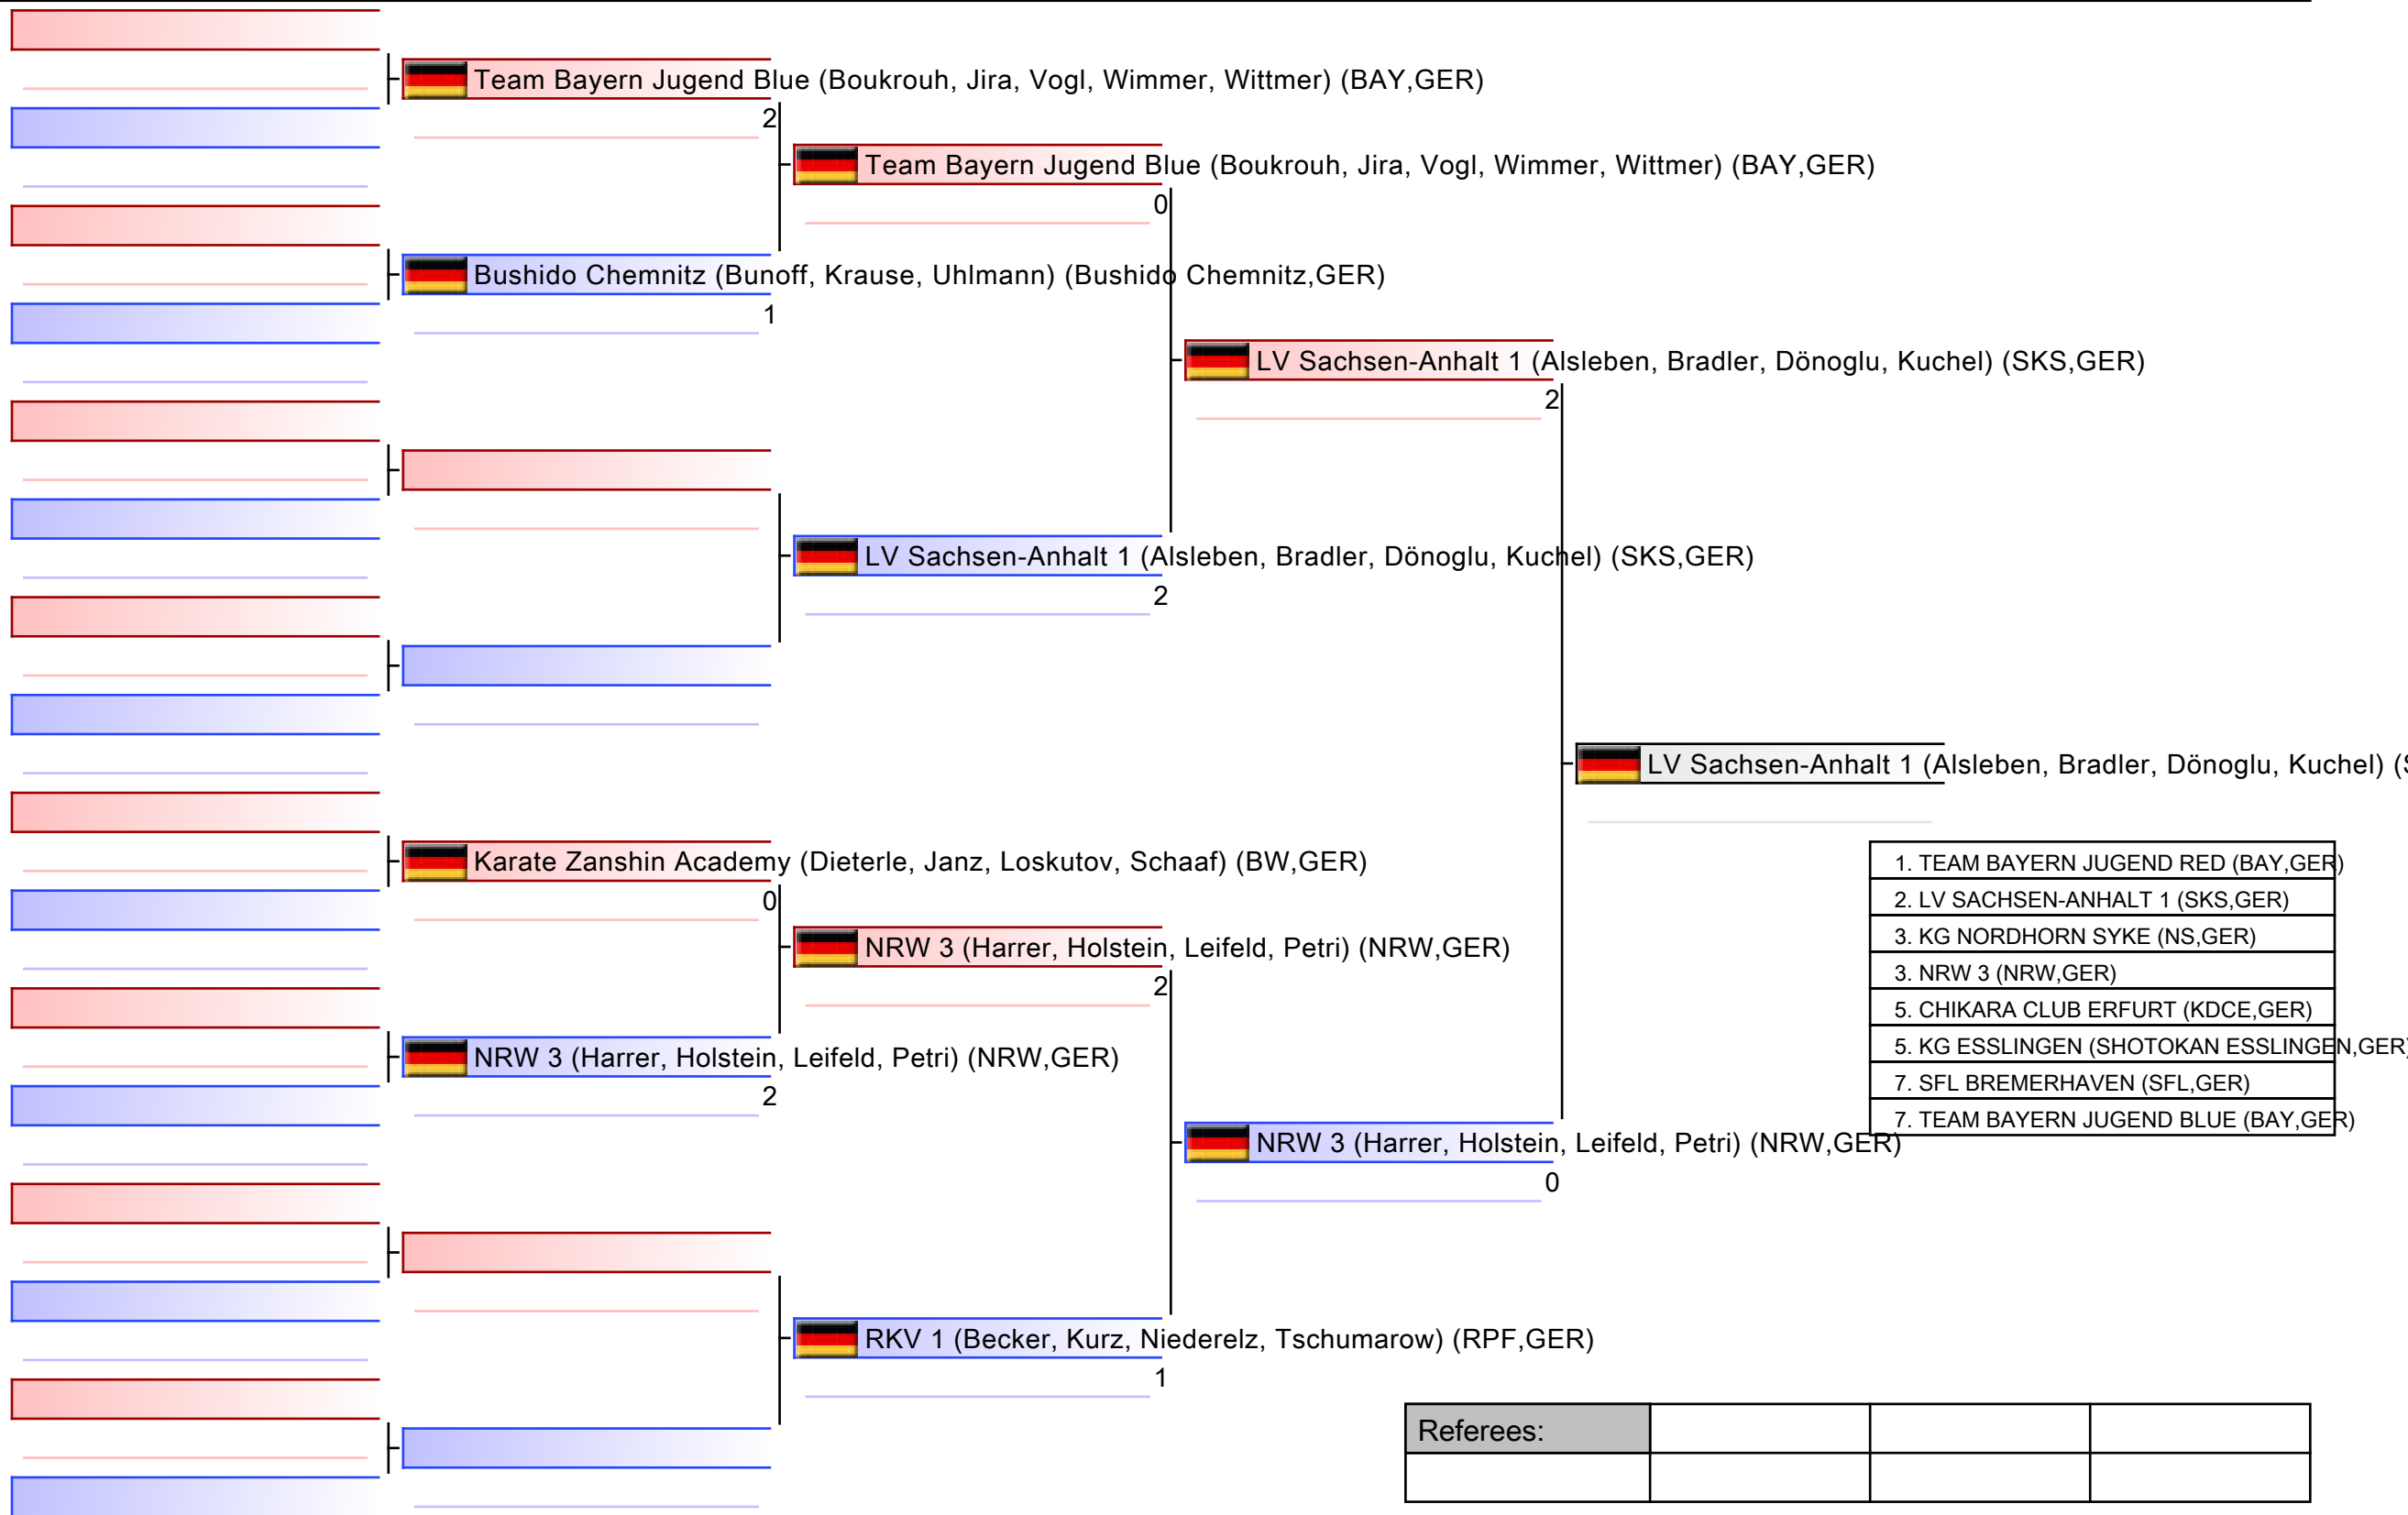 Team Bayern Jugend Blue (Boukrouh, Jira, Vogl, Wimmer, Wittmer) (BAY,GER)
2
Team Bayern Jugend Blue (Boukrouh, Jira, Vogl, Wimmer, Wittmer) (BAY,GER)
0
Bushido Chemnitz (Bunoff, Krause, Uhlmann) (Bushido Chemnitz,GER)
1
LV Sachsen-Anhalt 1 (Alsleben, Bradler, Dönoglu, Kuchel) (SKS,GER)
2
LV Sachsen-Anhalt 1 (Alsleben, Bradler, Dönoglu, Kuchel) (SKS,GER)
2
LV Sachsen-Anhalt 1 (Alsleben, Bradler, Dönoglu, Kuchel) (
Karate Zanshin Academy (Dieterle, Janz, Loskutov, Schaaf) (BW,GER)
0
NRW 3 (Harrer, Holstein, Leifeld, Petri) (NRW,GER)
2
NRW 3 (Harrer, Holstein, Leifeld, Petri) (NRW,GER)
2
NRW 3 (Harrer, Holstein, Leifeld, Petri) (NRW,GER)
0
RKV 1 (Becker, Kurz, Niederelz, Tschumarow) (RPF,GER)
1
1. TEAM BAYERN JUGEND RED (BAY,GER)
2. LV SACHSEN-ANHALT 1 (SKS,GER)
3. KG NORDHORN SYKE (NS,GER)
3. NRW 3 (NRW,GER)
5. CHIKARA CLUB ERFURT (KDCE,GER)
5. KG ESSLINGEN (SHOTOKAN ESSLINGEN,GER)
7. SFL BREMERHAVEN (SFL,GER)
7. TEAM BAYERN JUGEND BLUE (BAY,GER)
Referees: